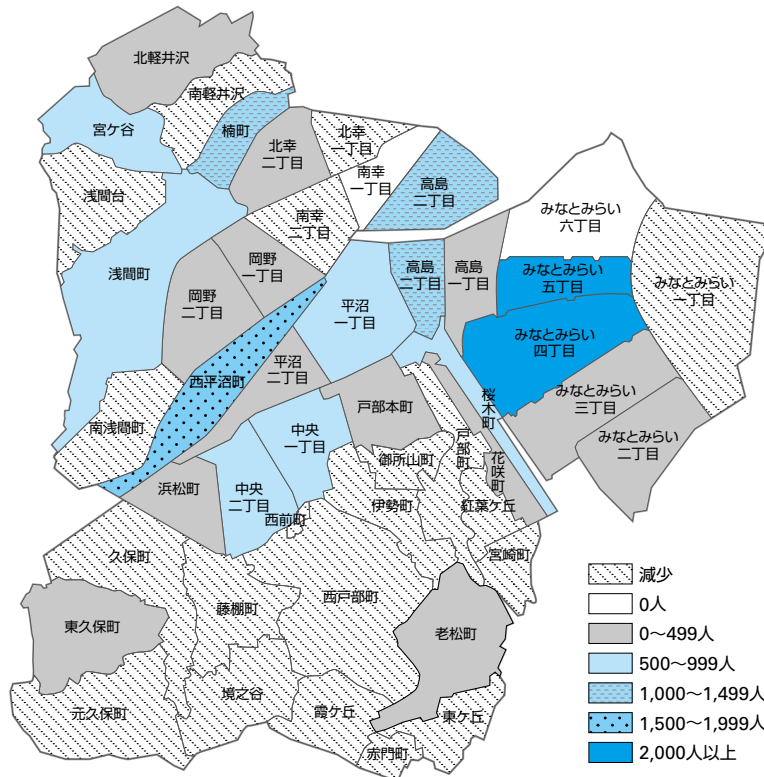 北軽井沢
南軽井沢
宮ケ谷
楠町
北幸
一丁目
北幸
二丁目
南幸
一丁目
高島
二丁目
浅間台
南幸
二丁目
みなとみらい
六丁目
浅間町
岡野
一丁目
高島
二丁目
高島
一丁目
みなとみらい
五丁目
みなとみらい
一丁目
岡野
二丁目
平沼
一丁目
みなとみらい
四丁目
西平沼町
平沼
二丁目
戸部本町
桜木町
みなとみらい
三丁目
南浅間町
中央
一丁目
御所山町
戸部町
花咲町
みなとみらい
二丁目
浜松町
中央
二丁目
西前町
伊勢町
紅葉ケ丘
久保町
宮崎町
藤棚町
西戸部町
東久保町
老松町
元久保町
境之谷
霞ケ丘
東ケ丘
赤門町
減少
0人
0～499人
500～999人
1,000～1,499人
1,500～1,999人
2,000人以上